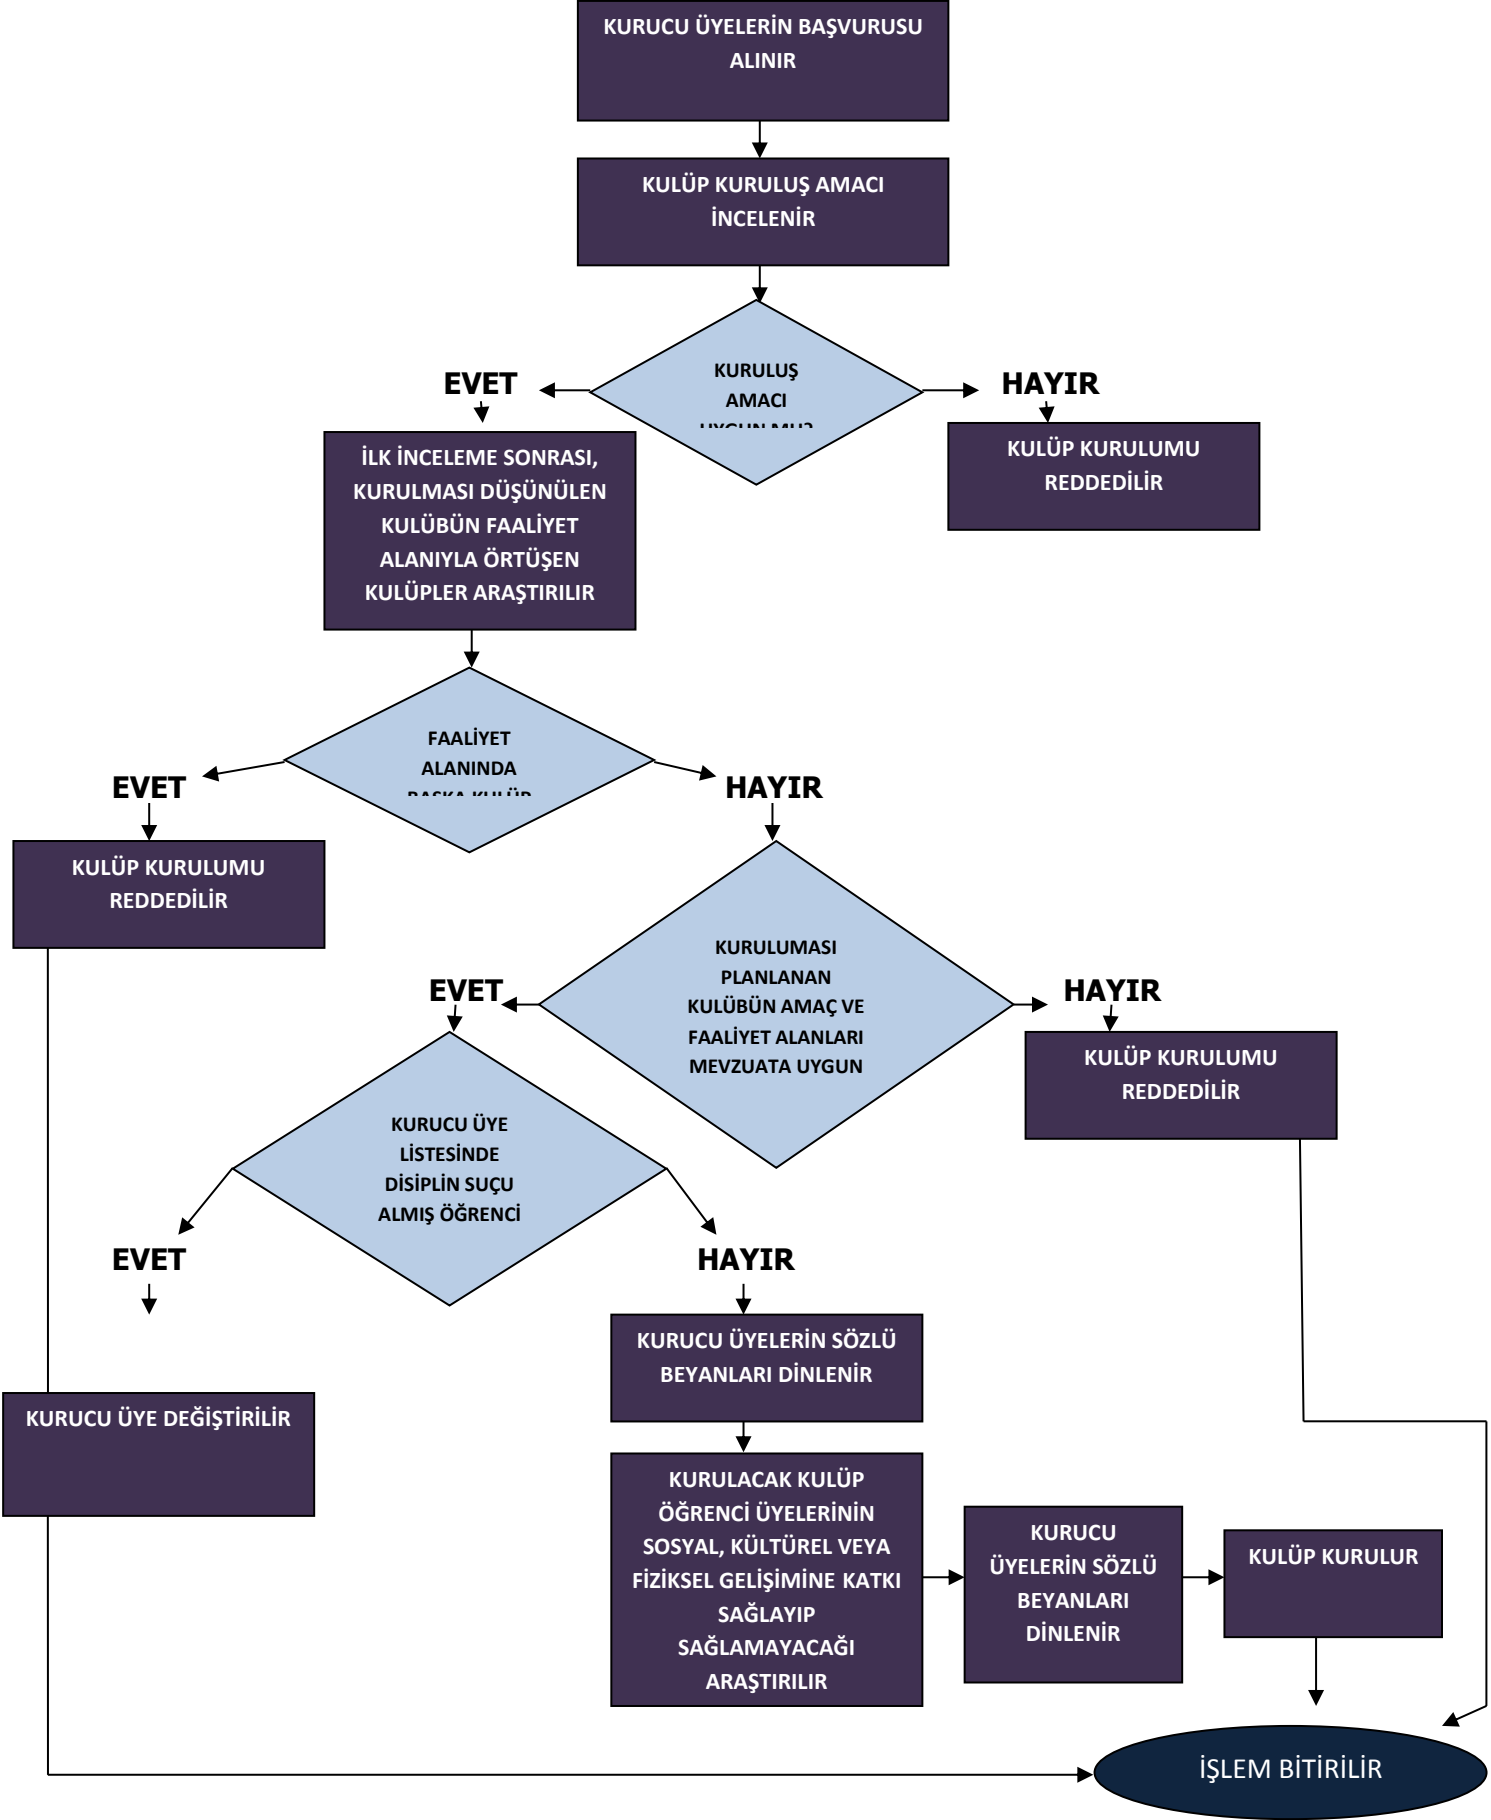 KURUCU ÜYELERİN BAŞVURUSU
ALINIR
KULÜP KURULUŞ AMACI
İNCELENİR
KURULUŞ
AMACI
UYGUN MU?
EVET
HAYIR
KULÜP KURULUMU
REDDEDİLİR
İLK İNCELEME SONRASI,
KURULMASI DÜŞÜNÜLEN
KULÜBÜN FAALİYET
ALANIYLA ÖRTÜŞEN
KULÜPLER ARAŞTIRILIR
FAALİYET
ALANINDA
BAŞKA KULÜP
EVET
HAYIR
KULÜP KURULUMU
REDDEDİLİR
KURULUMASI
PLANLANAN
KULÜBÜN AMAÇ VE
FAALİYET ALANLARI
MEVZUATA UYGUN
EVET
HAYIR
KULÜP KURULUMU
REDDEDİLİR
KURUCU ÜYE
LİSTESİNDE
DİSİPLİN SUÇU
ALMIŞ ÖĞRENCİ
EVET
HAYIR
KURUCU ÜYELERİN SÖZLÜ
BEYANLARI DİNLENİR
KURUCU ÜYE DEĞİŞTİRİLİR
KURULACAK KULÜP
ÖĞRENCİ ÜYELERİNİN
SOSYAL, KÜLTÜREL VEYA
FİZİKSEL GELİŞİMİNE KATKI
SAĞLAYIP
SAĞLAMAYACAĞI
ARAŞTIRILIR
KURUCU
ÜYELERİN SÖZLÜ
BEYANLARI
DİNLENİR
KULÜP KURULUR
İŞLEM BİTİRİLİR